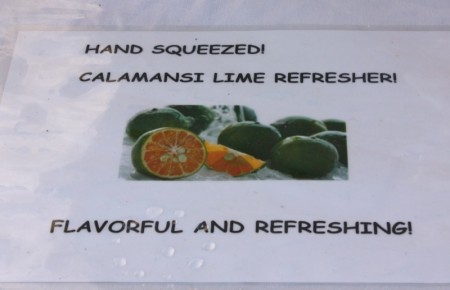 HAND SQUEEZED!
CALAMANSI LIME REFRESHER!
FLAVORFUL AND REFRESHING!